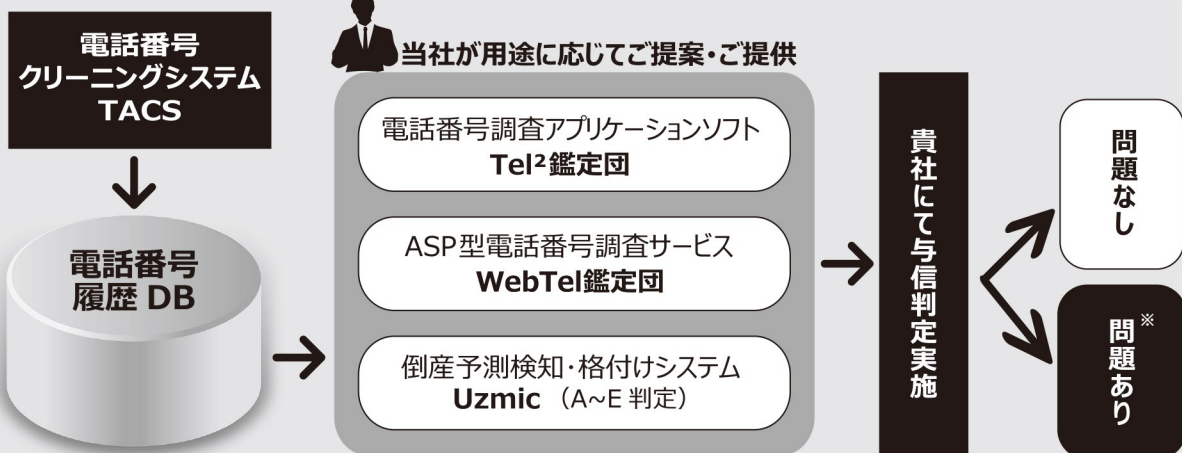 電話番号
クリーニングシステム
TACS
電話番号
履歴 DB
当社が用途に応じてご提案・ご提供
電話番号調査アプリケーションソフト
Tel²鑑定団
ASP型電話番号調査サービス
WebTel鑑定団
倒産予測検知・格付けシステム
Uzmic （A~E 判定）
貴社にて与信判定実施
問題なし
問題あり※